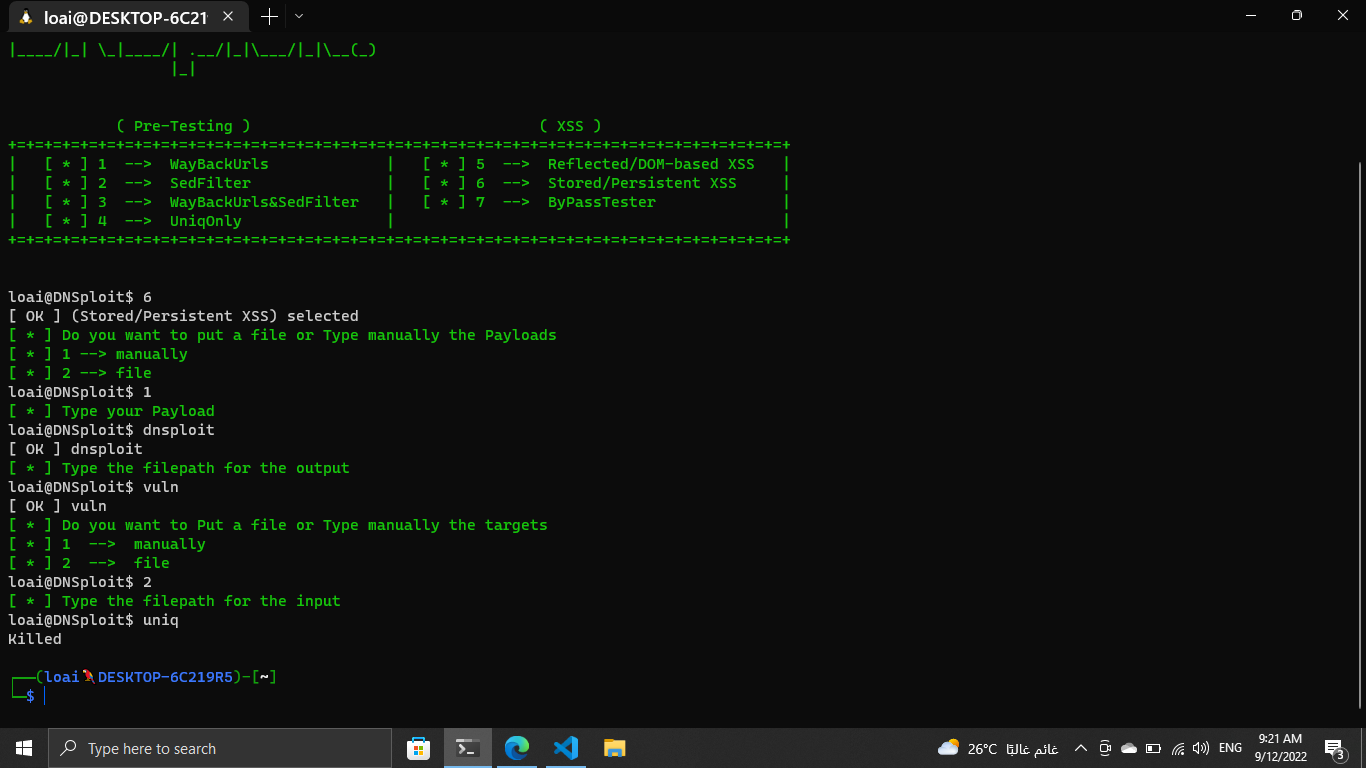 loai@DESKTOP-6C21
|____/|_| \_|____/| .__/|_|\___/|_|\__(_)
|_|
( Pre-Testing ) ( XSS )
+=+=+=+=+=+=+=+=+=+=+=+=+=+=+=+=+=+=+=+=+=+=+=+=+=+=+=+=+=+=+=+=+=+=+=+=+=+=+=+=+=+=+=+
| [ * ] 1 --> WayBackUrls | [ * ] 5 --> Reflected/DOM-based XSS |
| [ * ] 2 --> SedFilter | [ * ] 6 --> Stored/Persistent XSS |
| [ * ] 3 --> WayBackUrls&SedFilter | [ * ] 7 --> ByPassTester |
| [ * ] 4 --> UniqOnly | |
+=+=+=+=+=+=+=+=+=+=+=+=+=+=+=+=+=+=+=+=+=+=+=+=+=+=+=+=+=+=+=+=+=+=+=+=+=+=+=+=+=+=+=+
loai@DNSploit$ 6
[ OK ] (Stored/Persistent XSS) selected
[ * ] Do you want to put a file or Type manually the Payloads
[ * ] 1 --> manually
[ * ] 2 --> file
loai@DNSploit$ 1
[ * ] Type your Payload
loai@DNSploit$ dnsploit
[ OK ] dnsploit
[ * ] Type the filepath for the output
loai@DNSploit$ vuln
[ OK ] vuln
[ * ] Do you want to Put a file or Type manually the targets
[ * ] 1 --> manually
[ * ] 2 --> file
loai@DNSploit$ 2
[ * ] Type the filepath for the input
loai@DNSploit$ uniq
Killed
┌──(loai🦜DESKTOP-6C219R5)-[~]
└─$
Type here to search
26°C غائم غالبًا
ENG
9:21 AM
9/12/2022
3